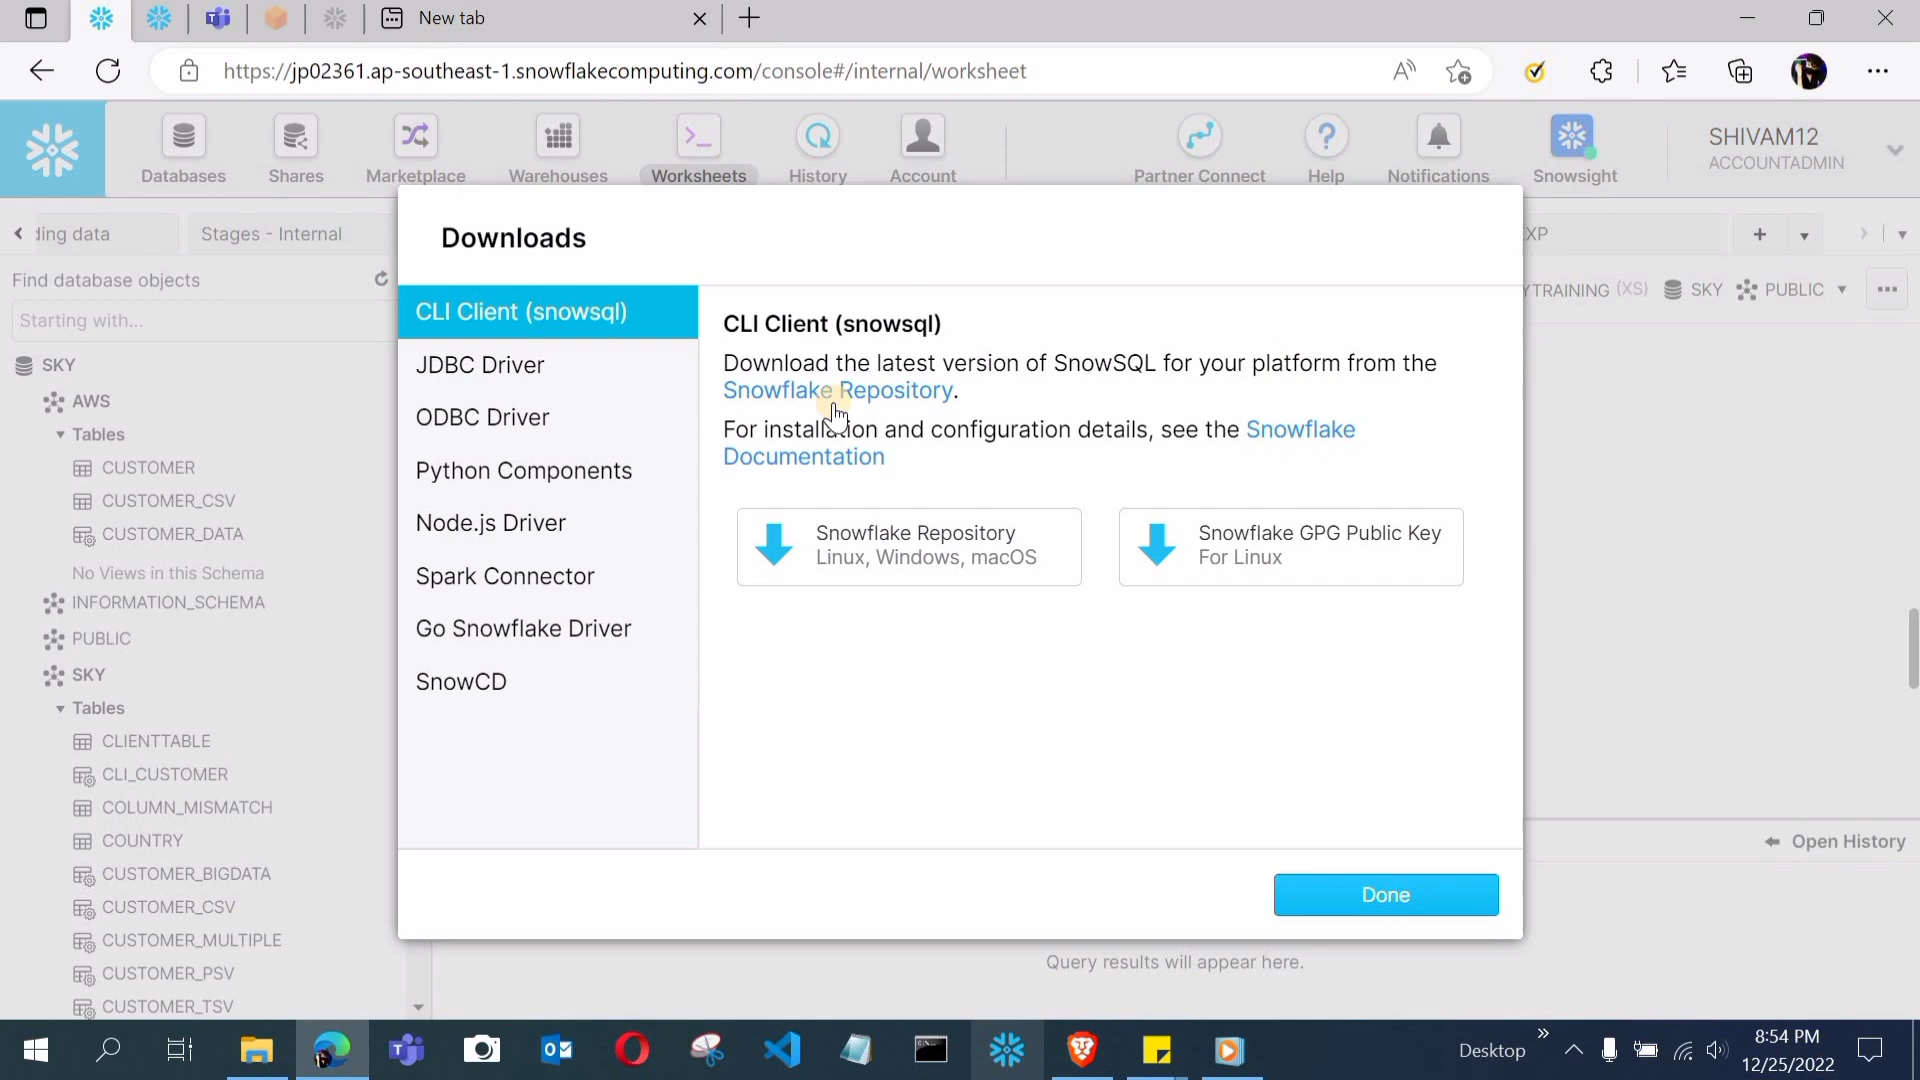 New tab
https://jp02361.ap-southeast-1.snowflakecomputing.com/console#/internal/worksheet
Databases
Shares
Marketplace
Warehouses
Worksheets
History
Account
Partner Connect
Help
Notifications
Snowsight
SHIVAM12
ACCOUNTADMIN
ding data
Stages - Internal
XP
Find database objects
Starting with...
YTRAINING (XS)
SKY
PUBLIC
SKY
AWS
Tables
CUSTOMER
CUSTOMER_CSV
CUSTOMER_DATA
No Views in this Schema
INFORMATION_SCHEMA
PUBLIC
SKY
Tables
CLIENTTABLE
CLI_CUSTOMER
COLUMN_MISMATCH
COUNTRY
CUSTOMER_BIGDATA
CUSTOMER_CSV
CUSTOMER_MULTIPLE
CUSTOMER_PSV
CUSTOMER_TSV
Downloads
CLI Client (snowsql)
JDBC Driver
ODBC Driver
Python Components
Node.js Driver
Spark Connector
Go Snowflake Driver
SnowCD
CLI Client (snowsql)
Download the latest version of SnowSQL for your platform from the
Snowflake Repository.
For installation and configuration details, see the Snowflake
Documentation
Snowflake Repository
Linux, Windows, macOS
Snowflake GPG Public Key
For Linux
Done
Open History
Query results will appear here.
Desktop
8:54 PM
12/25/2022